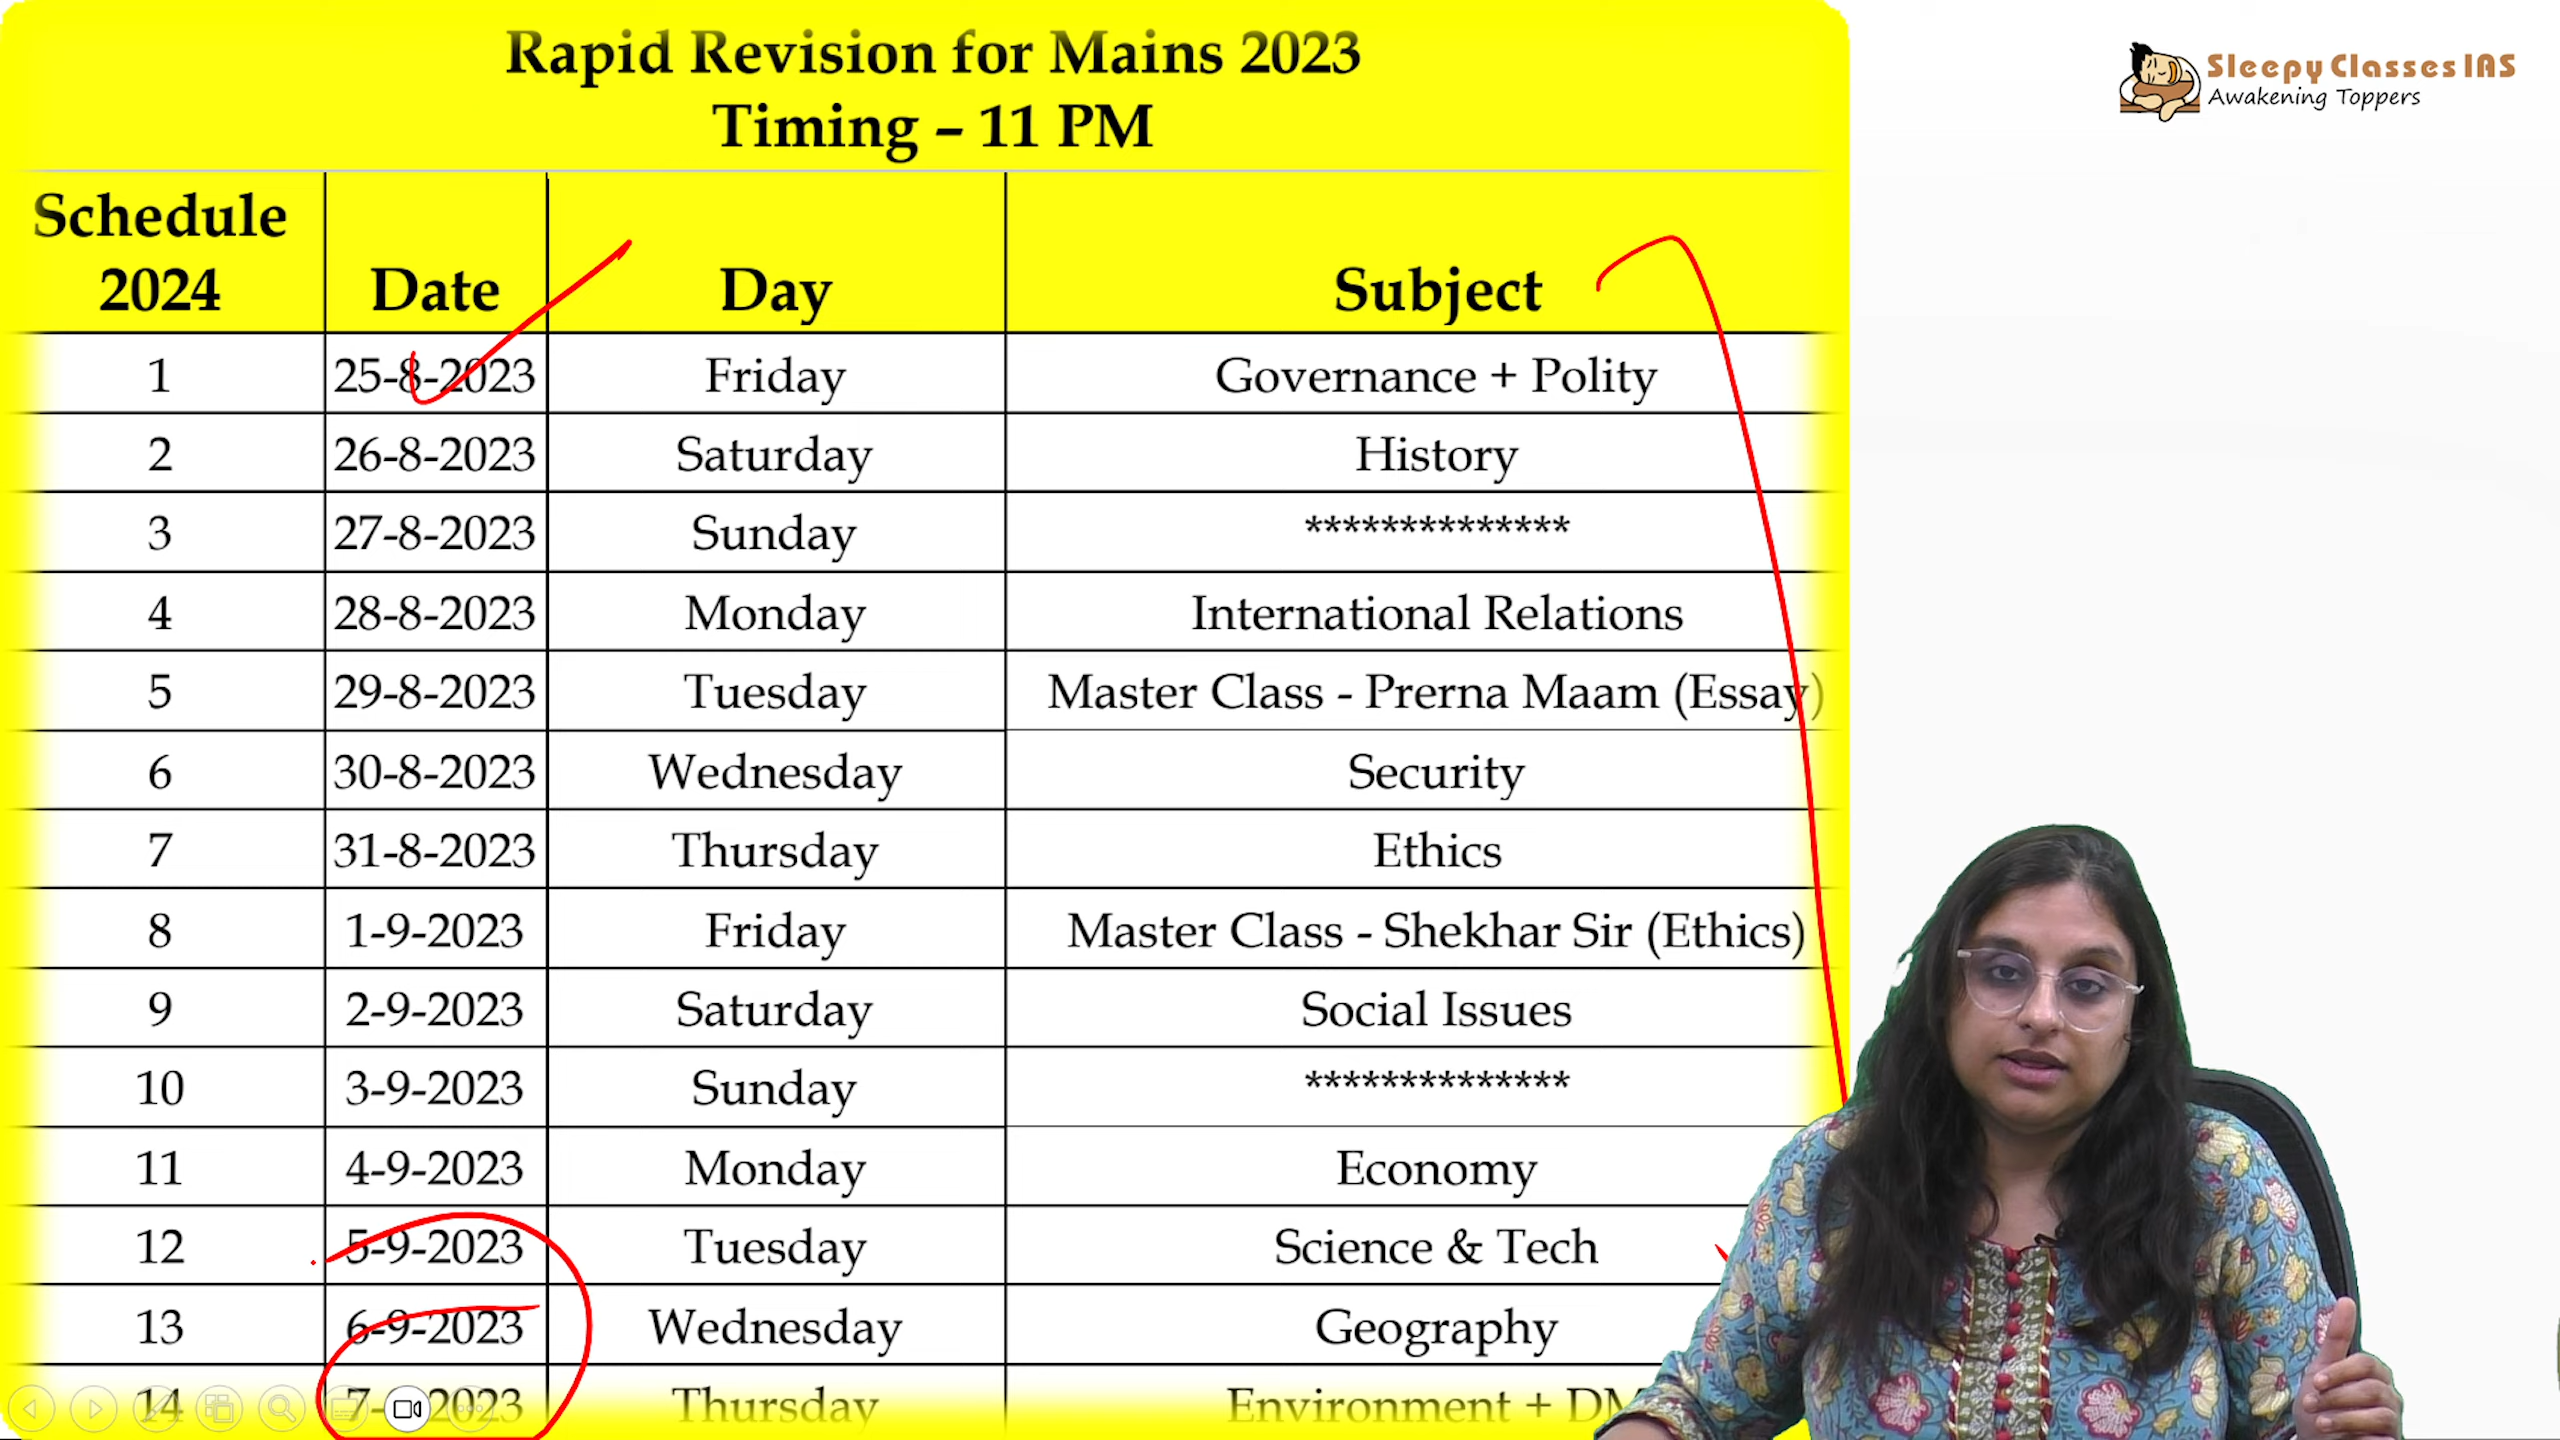 Rapid Revision for Mains 2023
Timing – 11 PM
Sleepy Classes IAS
Awakening Toppers
Schedule 2024 Date Day Subject
1 25-8-2023 Friday Governance + Polity
2 26-8-2023 Saturday History
3 27-8-2023 Sunday **************
4 28-8-2023 Monday International Relations
5 29-8-2023 Tuesday Master Class - Prerna Maam (Essay)
6 30-8-2023 Wednesday Security
7 31-8-2023 Thursday Ethics
8 1-9-2023 Friday Master Class - Shekhar Sir (Ethics)
9 2-9-2023 Saturday Social Issues
10 3-9-2023 Sunday **************
11 4-9-2023 Monday Economy
12 5-9-2023 Tuesday Science & Tech
13 6-9-2023 Wednesday Geography
14 7- 2023 Thursday Environment + DM